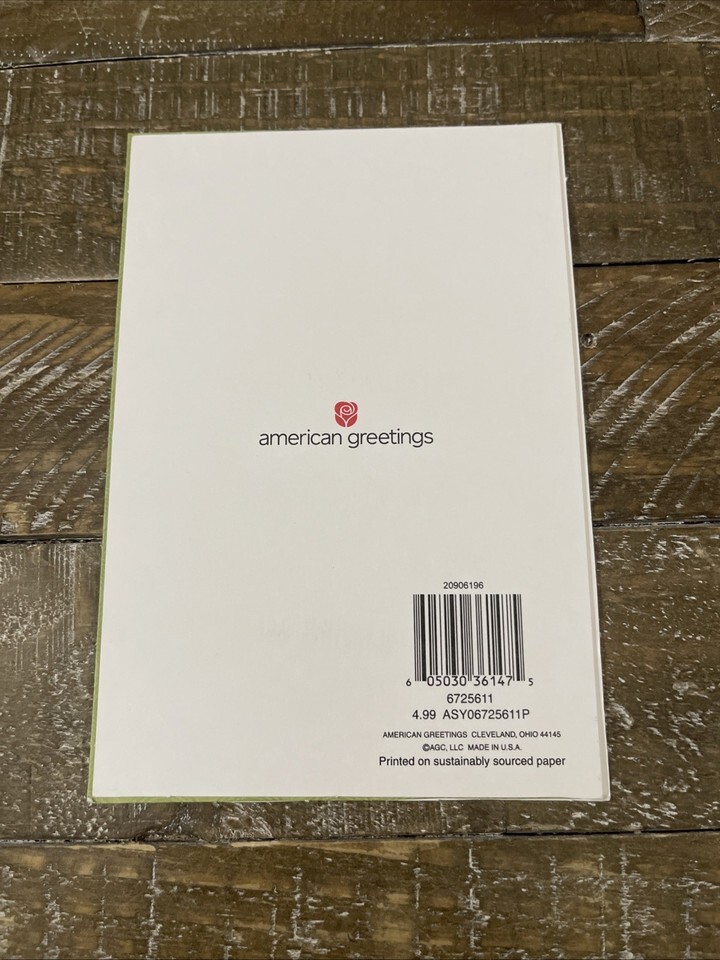 american greetings
20906196
6 05030 36147 5
6725611
4.99 ASY06725611P
AMERICAN GREETINGS CLEVELAND, OHIO 44145
©AGC, LLC MADE IN U.S.A.
Printed on sustainably sourced paper